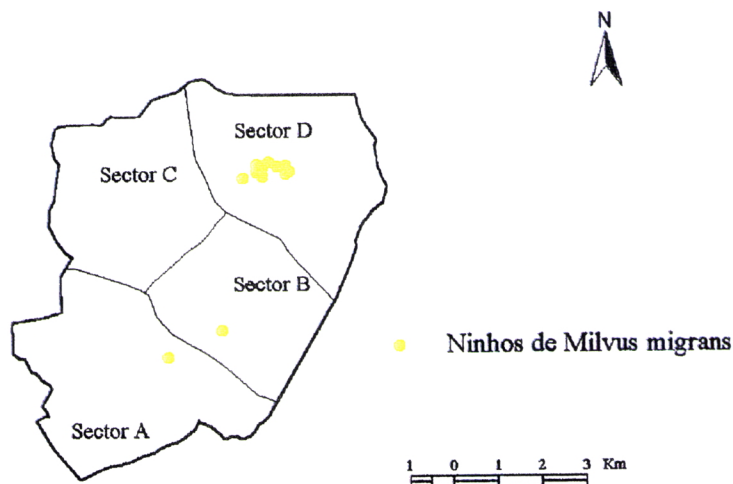 N
Sector D
Sector C
Sector B
Ninhos de Milvus migrans
Sector A
1 0 1 2 3 Km